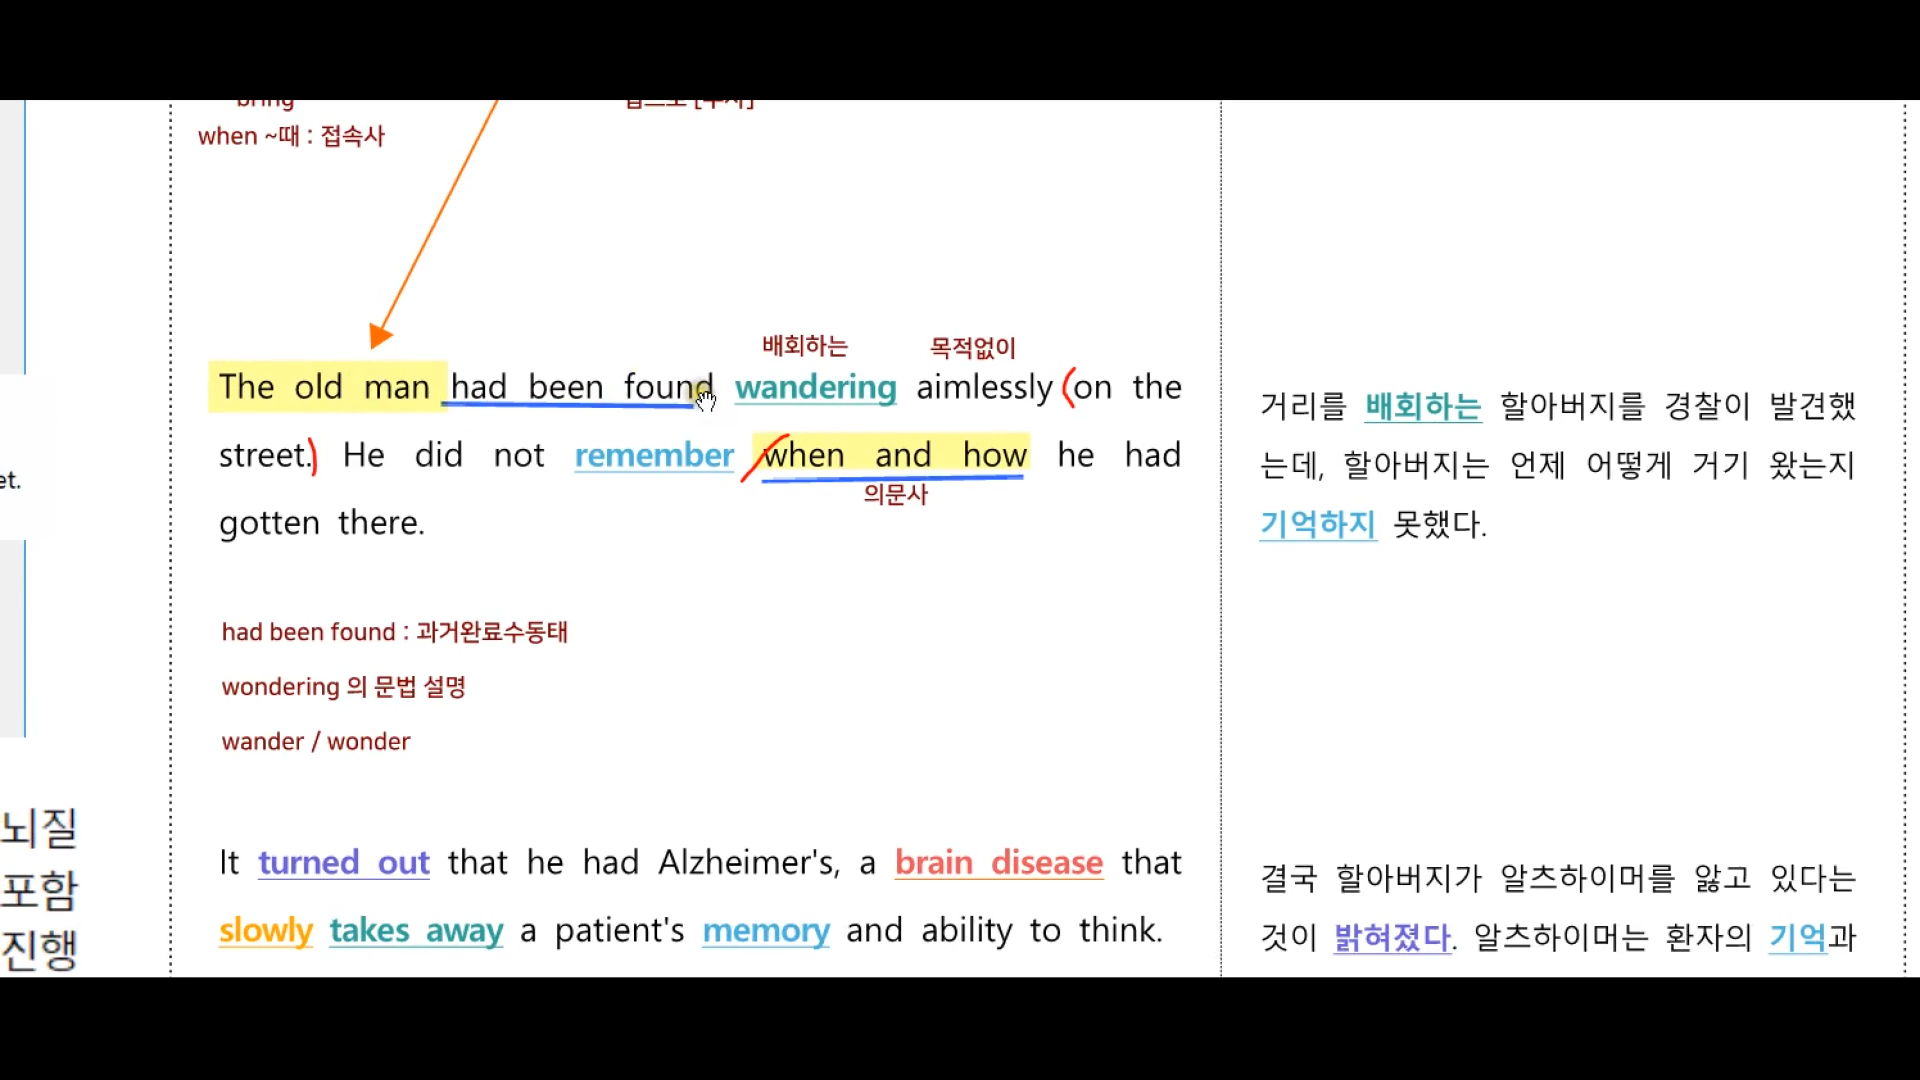 bring
when ~때 : 접속사
배회하는 목적없이
The old man had been found wandering aimlessly (on the
street.) He did not remember when and how he had
의문사
gotten there.
had been found : 과거완료수동태
wondering 의 문법 설명
wander / wonder
It turned out that he had Alzheimer's, a brain disease that
slowly takes away a patient's memory and ability to think.
거리를 배회하는 할아버지를 경찰이 발견했
는데, 할아버지는 언제 어떻게 거기 왔는지
기억하지 못했다.
결국 할아버지가 알츠하이머를 앓고 있다는
것이 밝혀졌다. 알츠하이머는 환자의 기억과
et.
뇌질
포함
진행